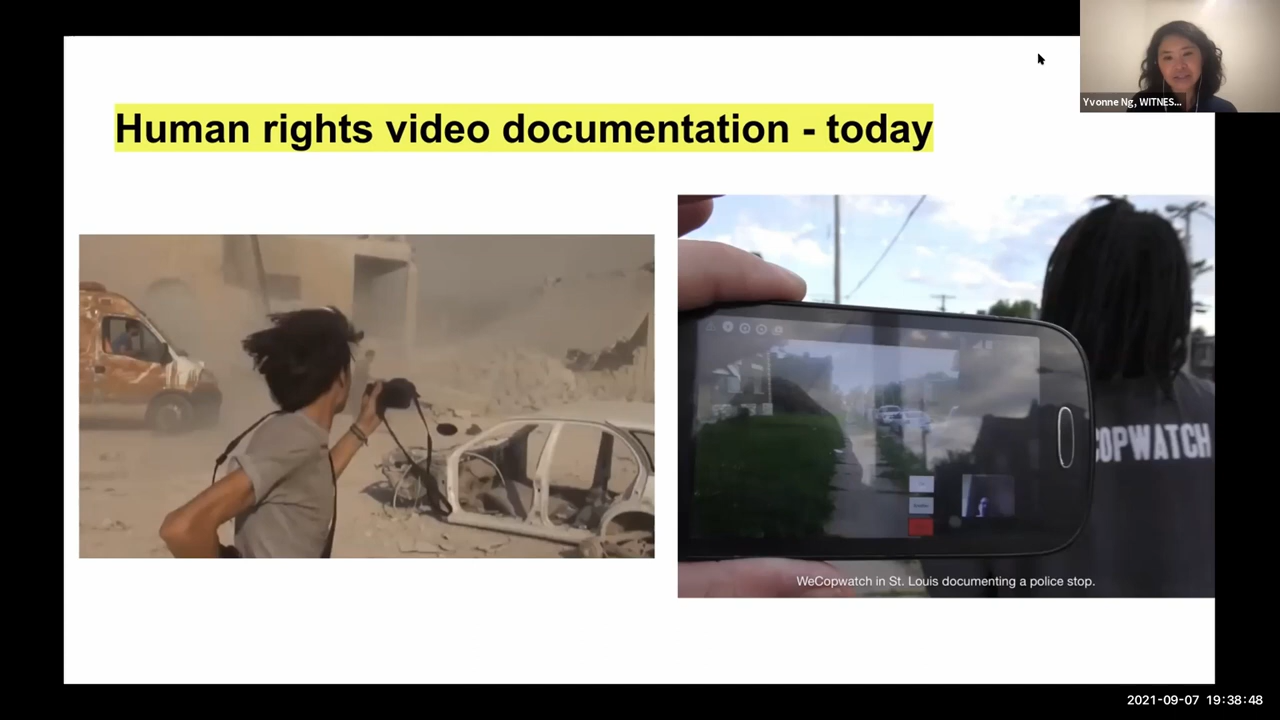 Human rights video documentation - today
Yvonne Ng, WITNES...
COPWATCH
WeCopwatch in St. Louis documenting a police stop.
2021-09-07 19:38:48